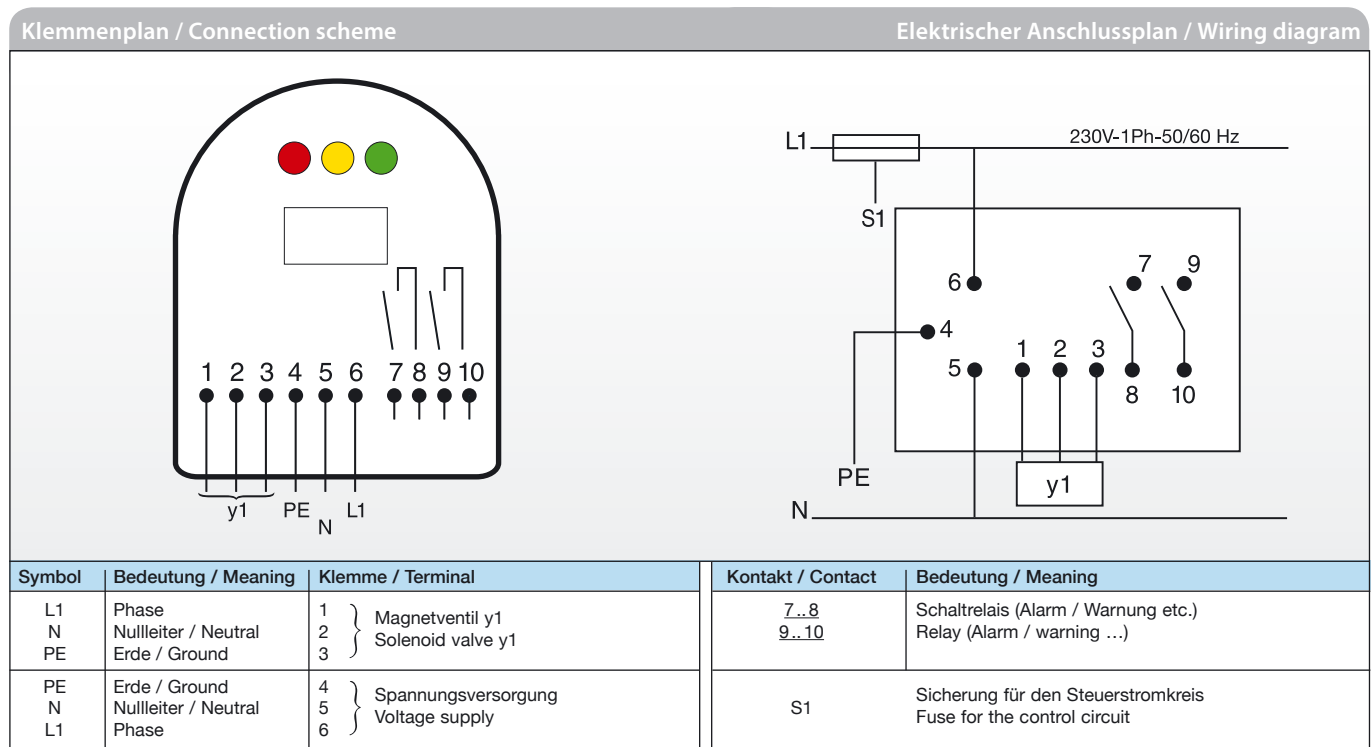 Klemmenplan / Connection scheme
Elektrischer Anschlussplan / Wiring diagram
1 2 3 4 5 6 7 8 9 10
y1 PE N L1
L1 230V-1Ph-50/60 Hz
S1
7 9
6
4
1 2 3
5
8 10
PE
y1
N
Symbol Bedeutung / Meaning Klemme / Terminal
L1 Phase 1
N Nullleiter / Neutral 2
PE Erde / Ground 3
Magnetventil y1
Solenoid valve y1
PE Erde / Ground 4
N Nullleiter / Neutral 5
L1 Phase 6
Spannungsversorgung
Voltage supply
Kontakt / Contact Bedeutung / Meaning
7..8 Schaltrelais (Alarm / Warnung etc.)
9..10 Relay (Alarm / warning …)
S1
Sicherung für den Steuerstromkreis
Fuse for the control circuit